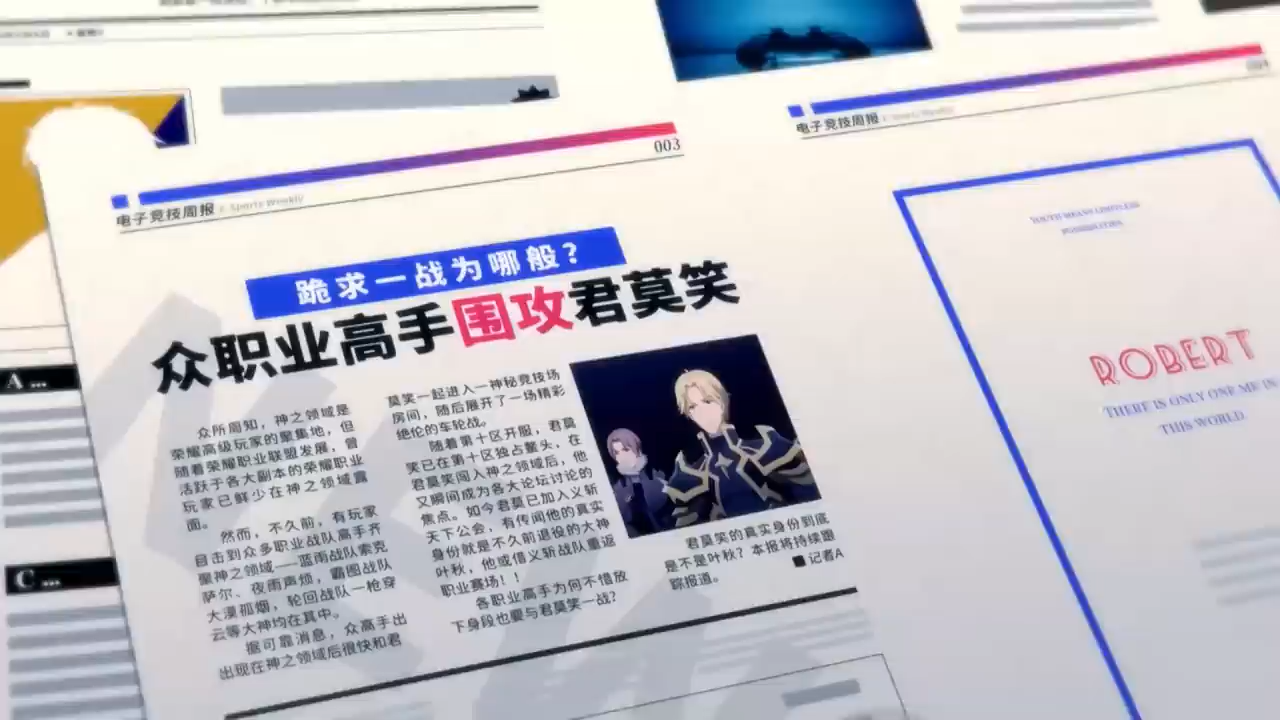 003
电子竞技周报
Sports Weekly
跪求一战为哪般？
众职业高手围攻君莫笑
众所周知，神之领域是
荣耀高级玩家的聚集地，但
随着荣耀职业联盟发展，曾
活跃于各大副本的荣耀职业
玩家已鲜少在神之领域露
面。
然而，不久前，有玩家
目击到众多职业战队高手齐
聚神之领域——蓝雨战队索克
萨尔、夜雨声烦，霸图战队
大漠孤烟，轮回战队一枪穿
云等大神均在其中。
据可靠消息，众高手出
出现在神之领域后很快和君
莫笑一起进入一神秘竞技场
房间，随后展开了一场精彩
绝伦的车轮战。
随着第十区开服，君莫
笑已在第十区独占鳌头，在
君莫笑闯入神之领域后，他
又瞬间成为各大论坛讨论的
焦点。如今君莫已加入义斩
天下公会，有传闻他的真实
身份就是不久前退役的大神
叶秋，他或借义斩战队重返
职业赛场！！
各职业高手为何不惜放
下身段也要与君莫笑一战？
君莫笑的真实身份到底
是不是叶秋？本报将持续跟
踪报道。
■ 记者A
电子竞技周报
YOUTH MEANS LIMITLESS
POSSIBILITIES
ROBERT
THERE IS ONLY ONE ME IN
THIS WORLD
A ...
C ...